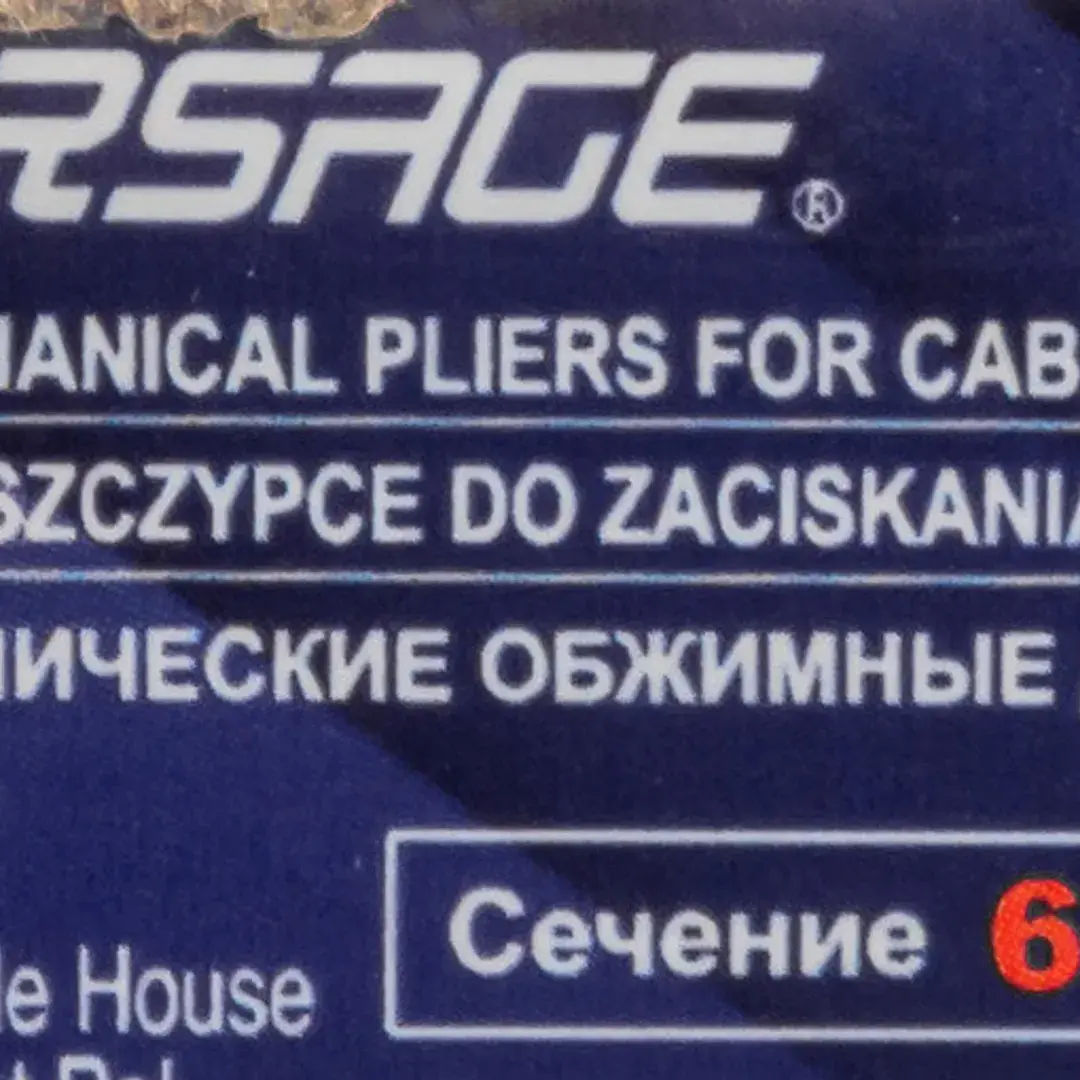 RSAGE®
HANICAL PLIERS FOR CAB
SZCZYPCE DO ZACISKANIA
ИЧЕСКИЕ ОБЖИМНЫЕ
Сечение 6
le House